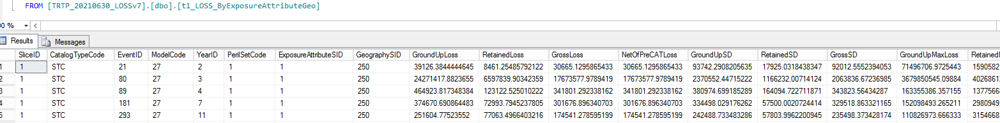 FROM [TRTP_20210630_LOSSv7].[dbo].[t1_LOSS_ByExposureAttributeGeo]
00 %
Results Messages
SliceID CatalogTypeCode EventID ModelCode YearID PerilSetCode ExposureAttributeSID GeographySID GroundUpLoss RetainedLoss GrossLoss NetOfPreCATLoss GroundUpSD RetainedSD GrossSD GroundUpMaxLoss Retained
1 1 STC 21 27 2 1 1 250 39126.3844444645 8461.25485792122 30665.1295865433 30665.1295865433 93742.2908205635 17925.0318438347 92012.5552394053 71496706.9725443 1590582
2 1 STC 80 27 3 1 1 250 24271417.8823655 6597839.90342359 17673577.9789419 17673577.9789419 2370552.44715222 1166232.00714124 2063836.67236985 3679850545.09884 4026861
3 1 STC 89 27 4 1 1 250 464923.817348384 123122.525010222 341801.292338162 341801.292338162 380974.699185289 164094.722711871 343823.56434287 163355386.357155 1377566
4 1 STC 181 27 7 1 1 250 374670.690864483 72993.7945237805 301676.896340703 301676.896340703 334498.029176262 57500.0020724414 329518.863321165 152098493.265211 2980949
5 1 STC 293 27 11 1 1 250 251604.77523552 77063.4966403216 174541.278595199 174541.278595199 242488.733483286 57803.9962200945 235498.373428174 110826973.666333 3154668